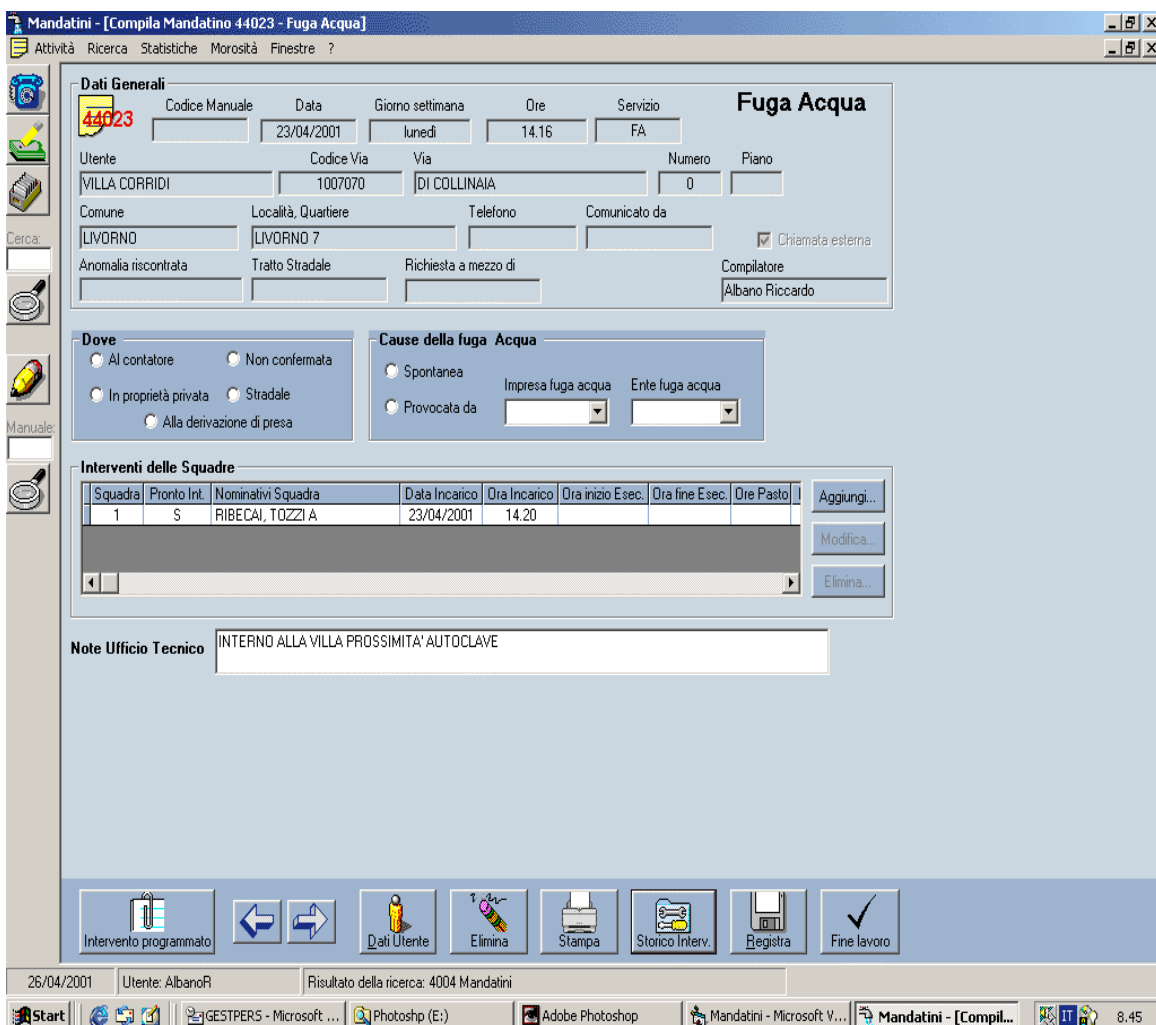 Mandatini - [Compila Mandatino 44023 - Fuga Acqua]
Attività Ricerca Statistiche Morosità Finestre ?
Dati Generali
44023
Codice Manuale Data Giorno settimana Ore Servizio Fuga Acqua
23/04/2001 lunedì 14.16 FA
Utente Codice Via Via Numero Piano
VILLA CORRIDI 1007070 DI COLLINAIA 0
Comune Località, Quartiere Telefono Comunicato da
Cerca:
LIVORNO LIVORNO 7 Chiamata esterna
Anomalia riscontrata Tratto Stradale Richiesta a mezzo di Compilatore
Albano Riccardo
Dove Cause della fuga Acqua
Al contatore Non confermata
Spontanea
Impresa fuga acqua Ente fuga acqua
In proprietà privata Stradale
Provocata da
Alla derivazione di presa
Manuale:
Interventi delle Squadre
Squadra Pronto Int. Nominativi Squadra Data Incarico Ora Incarico Ora inizio Esec. Ora fine Esec. Ore Pasto
1 S RIBECAI, TOZZI A 23/04/2001 14.20
Aggiungi...
Modifica...
Elimina...
Note Ufficio Tecnico INTERNO ALLA VILLA PROSSIMITA' AUTOCLAVE
Intervento programmato Dati Utente Elimina Stampa Storico Interv. Registra Fine lavoro
26/04/2001 Utente: AlbanoR Risultato della ricerca: 4004 Mandatini
Start GESTPERS - Microsoft ... Photoshp (E:) Adobe Photoshop Mandatini - Microsoft V... Mandatini - [Compil... IT 8.45